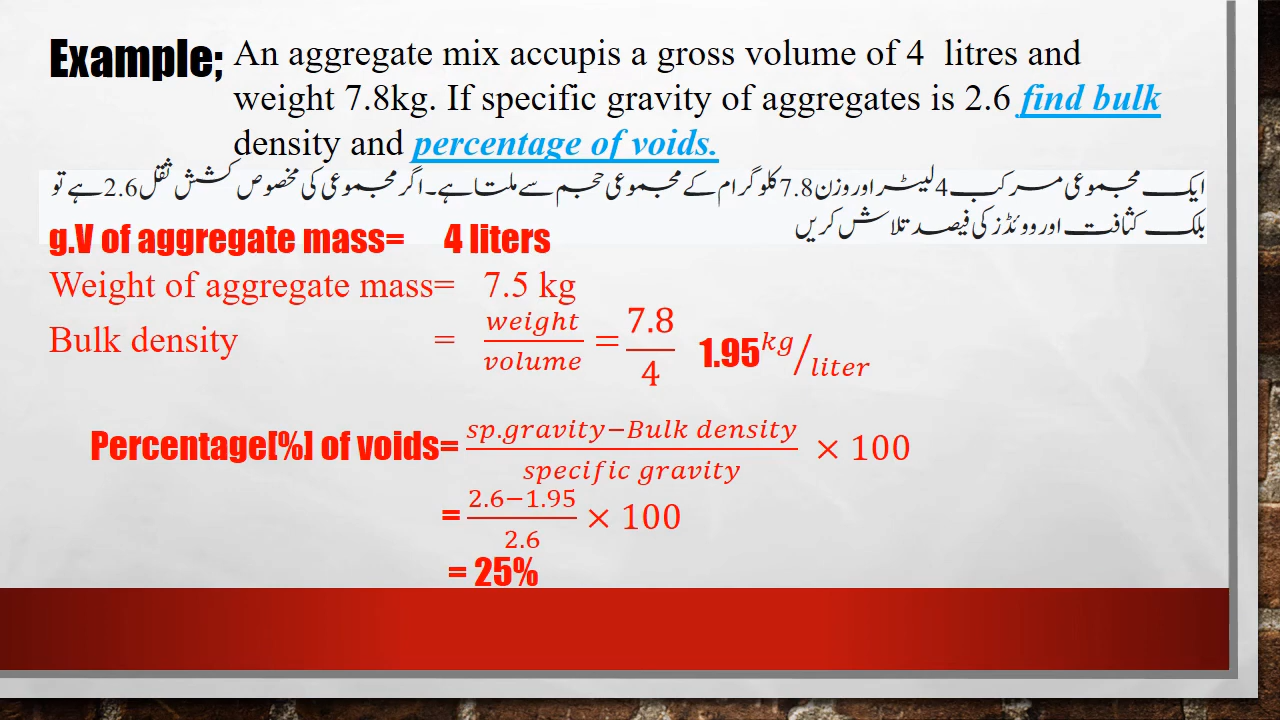 Example; An aggregate mix accupis a gross volume of 4 litres and
weight 7.8kg. If specific gravity of aggregates is 2.6 find bulk
density and percentage of voids.
ایک مجموعی مرکب 4 لیٹر اور وزن 7.8 کلو گرام کے مجموعی حجم سے ملتا ہے۔ اگر مجموعی کی مخصوص کشش ثقل 2.6 ہے تو
بلک کثافت اور ووئڈز کی فیصد تلاش کریں
g.V of aggregate mass= 4 liters
Weight of aggregate mass= 7.5 kg
Bulk density = weight/volume = 7.8/4 1.95 kg/liter
Percentage[%] of voids= sp.gravity−Bulk density/specific gravity × 100
= 2.6−1.95/2.6 × 100
= 25%